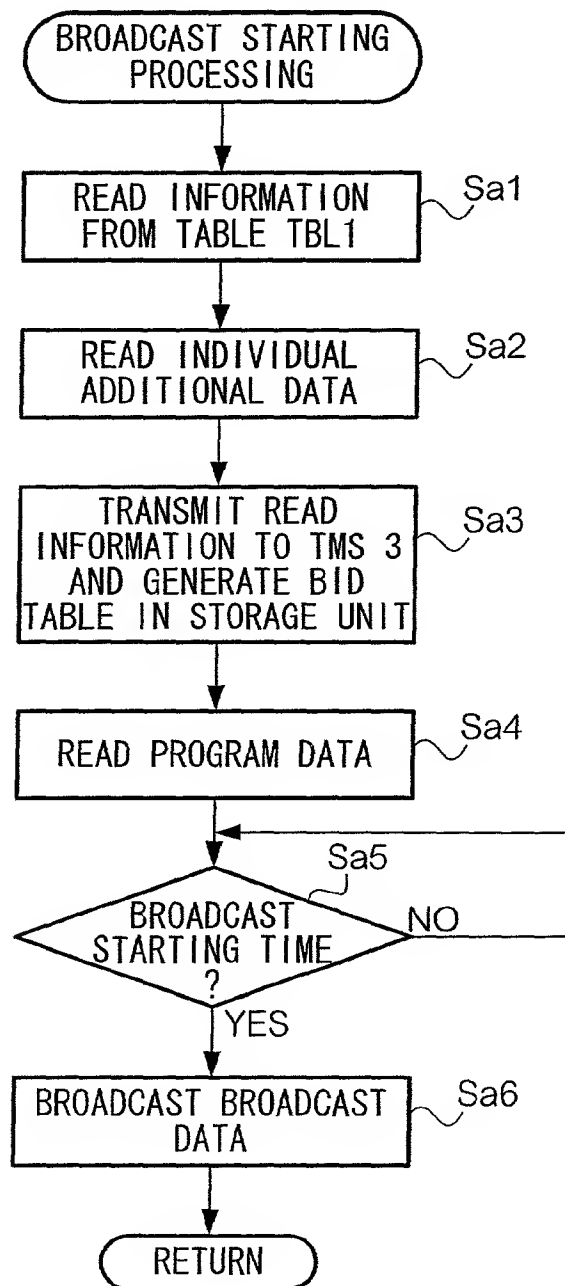 BROADCAST STARTING
PROCESSING
READ INFORMATION
FROM TABLE TBL1
Sa1
READ INDIVIDUAL
ADDITIONAL DATA
Sa2
TRANSMIT READ
INFORMATION TO TMS 3
AND GENERATE BID
TABLE IN STORAGE UNIT
Sa3
READ PROGRAM DATA
Sa4
BROADCAST
STARTING TIME
?
Sa5
NO
YES
BROADCAST BROADCAST
DATA
Sa6
RETURN